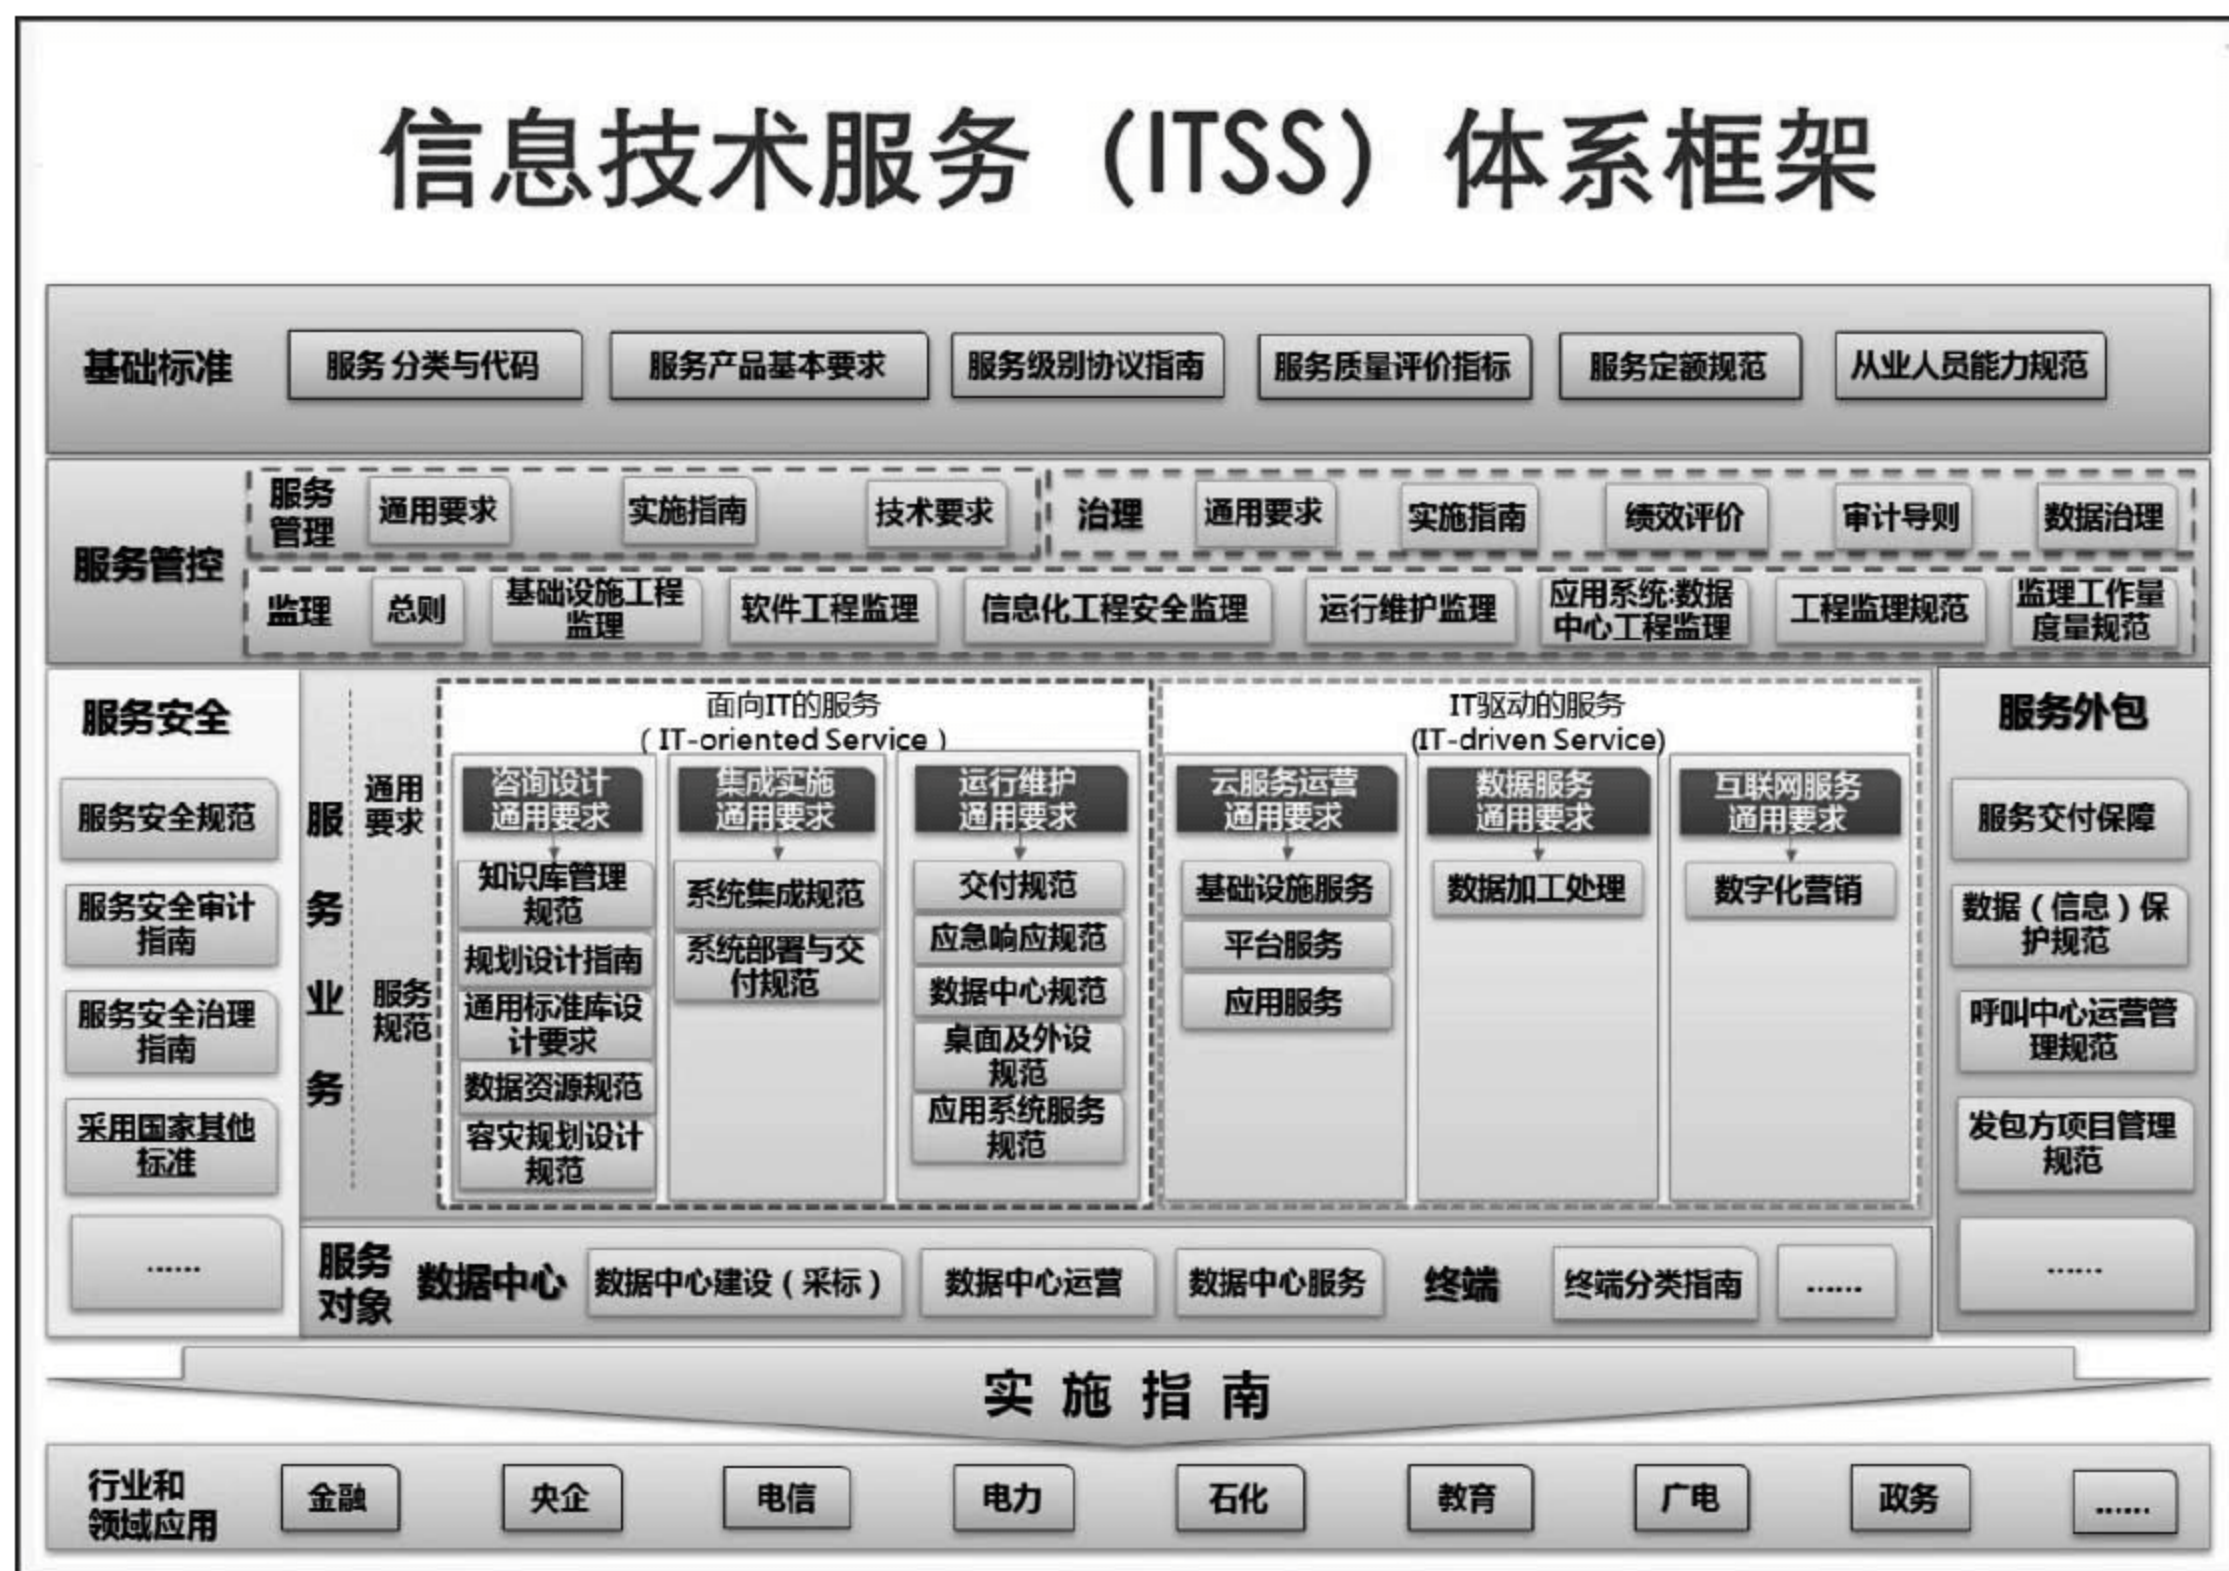 信息技术服务（ITSS）体系框架
基础标准
服务 分类与代码
服务产品基本要求
服务级别协议指南
服务质量评价指标
服务定额规范
从业人员能力规范
服务管控
服务
管理
通用要求
实施指南
技术要求
治理
通用要求
实施指南
绩效评价
审计导则
数据治理
监理
总则
基础设施工程
监理
软件工程监理
信息化工程安全监理
运行维护监理
应用系统:数据
中心工程监理
工程监理规范
监理工作量
度量规范
服务安全
服务安全规范
服务安全审计
指南
服务安全治理
指南
采用国家其他
标准
......
服
务
业
务
通用
要求
服务
规范
面向IT的服务
（IT-oriented Service）
咨询设计
通用要求
知识库管理
规范
规划设计指南
通用标准库设
计要求
数据资源规范
容灾规划设计
规范
集成实施
通用要求
系统集成规范
系统部署与交
付规范
运行维护
通用要求
交付规范
应急响应规范
数据中心规范
桌面及外设
规范
应用系统服务
规范
IT驱动的服务
(IT-driven Service)
云服务运营
通用要求
基础设施服务
平台服务
应用服务
数据服务
通用要求
数据加工处理
互联网服务
通用要求
数字化营销
服务外包
服务交付保障
数据（信息）保
护规范
呼叫中心运营管
理规范
发包方项目管理
规范
......
服务
对象
数据中心
数据中心建设（采标）
数据中心运营
数据中心服务
终端
终端分类指南
......
实施指南
行业和
领域应用
金融
央企
电信
电力
石化
教育
广电
政务
......